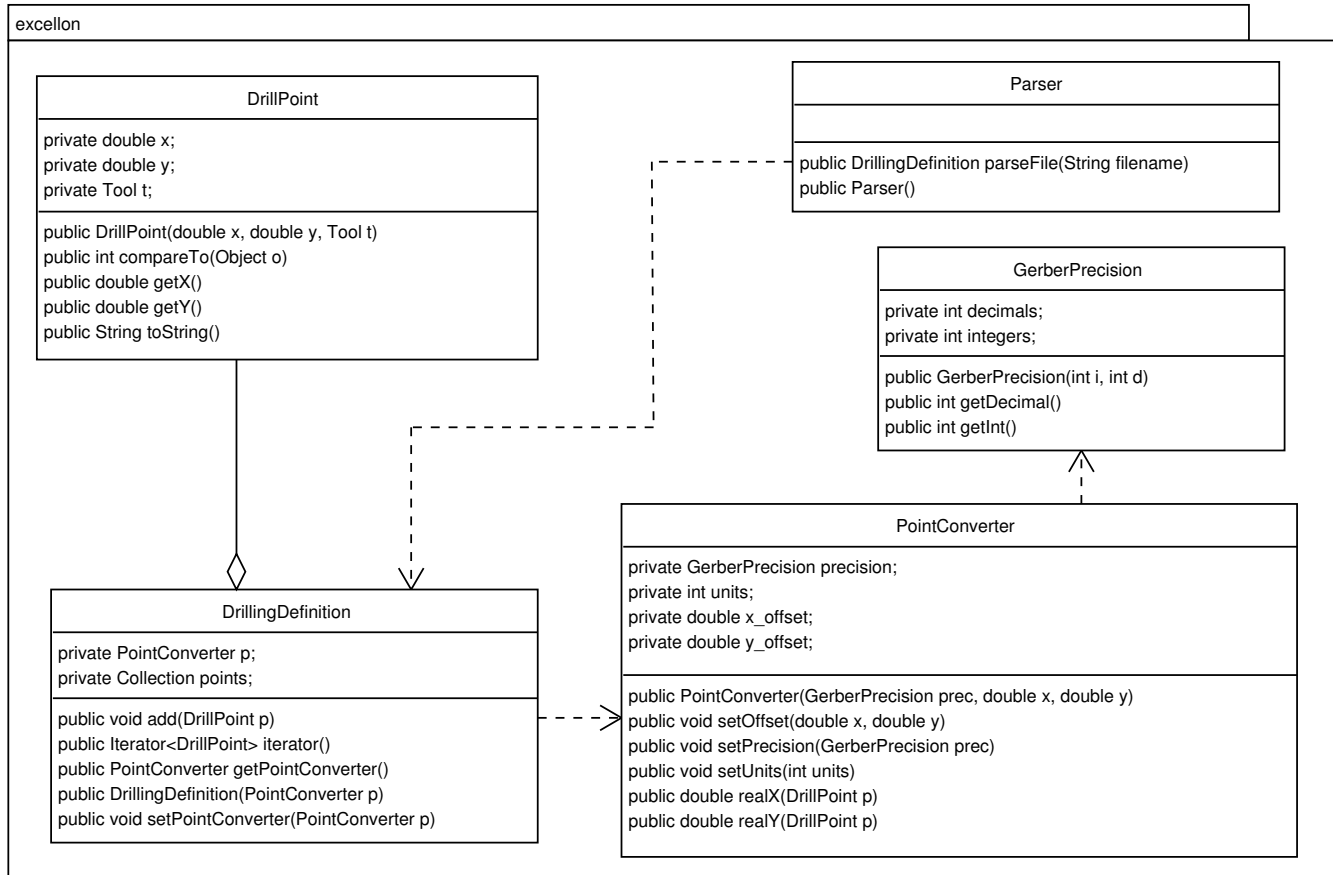 excellon
DrillPoint
private double x;
private double y;
private Tool t;
public DrillPoint(double x, double y, Tool t)
public int compareTo(Object o)
public double getX()
public double getY()
public String toString()
Parser
public DrillingDefinition parseFile(String filename)
public Parser()
GerberPrecision
private int decimals;
private int integers;
public GerberPrecision(int i, int d)
public int getDecimal()
public int getInt()
DrillingDefinition
private PointConverter p;
private Collection points;
public void add(DrillPoint p)
public Iterator<DrillPoint> iterator()
public PointConverter getPointConverter()
public DrillingDefinition(PointConverter p)
public void setPointConverter(PointConverter p)
PointConverter
private GerberPrecision precision;
private int units;
private double x_offset;
private double y_offset;
public PointConverter(GerberPrecision prec, double x, double y)
public void setOffset(double x, double y)
public void setPrecision(GerberPrecision prec)
public void setUnits(int units)
public double realX(DrillPoint p)
public double realY(DrillPoint p)